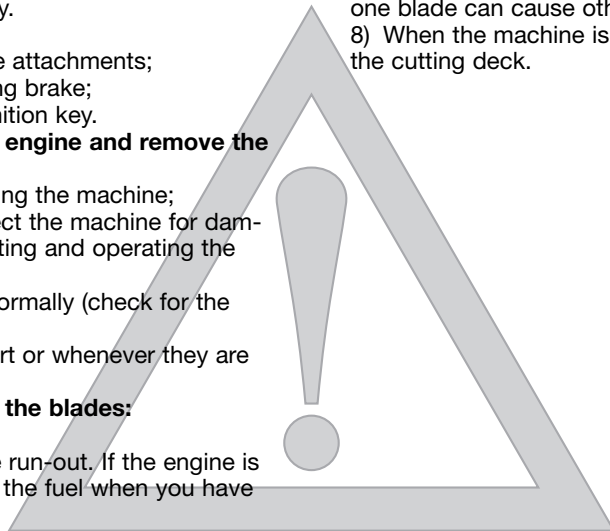 y.
e attachments;
ng brake;
nition key.
engine and remove the
ing the machine;
ect the machine for dam-
ting and operating the
ormally (check for the
rt or whenever they are
the blades:
e run-out. If the engine is
the fuel when you have
one blade can cause oth
8) When the machine is
the cutting deck.